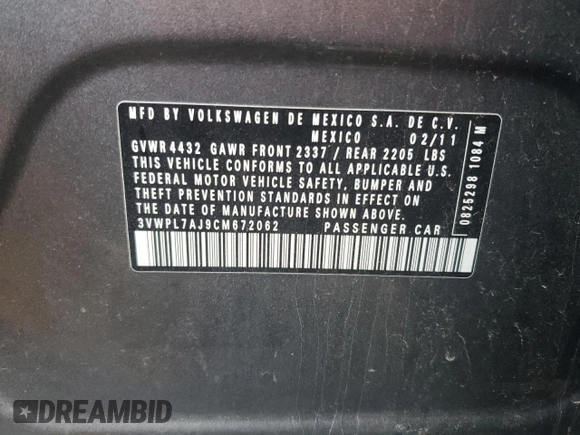 MFD BY VOLKSWAGEN DE MEXICO S.A. DE C.V.
MEXICO 02/11
GVWR 4432 GAWR FRONT 2337 / REAR 2205 LBS
THIS VEHICLE CONFORMS TO ALL APPLICABLE U.S.
FEDERAL MOTOR VEHICLE SAFETY, BUMPER AND
THEFT PREVENTION STANDARDS IN EFFECT ON
THE DATE OF MANUFACTURE SHOWN ABOVE.
3VWPL7AJ9CM672062 PASSENGER CAR
0825298 1084 M
DREAMBID